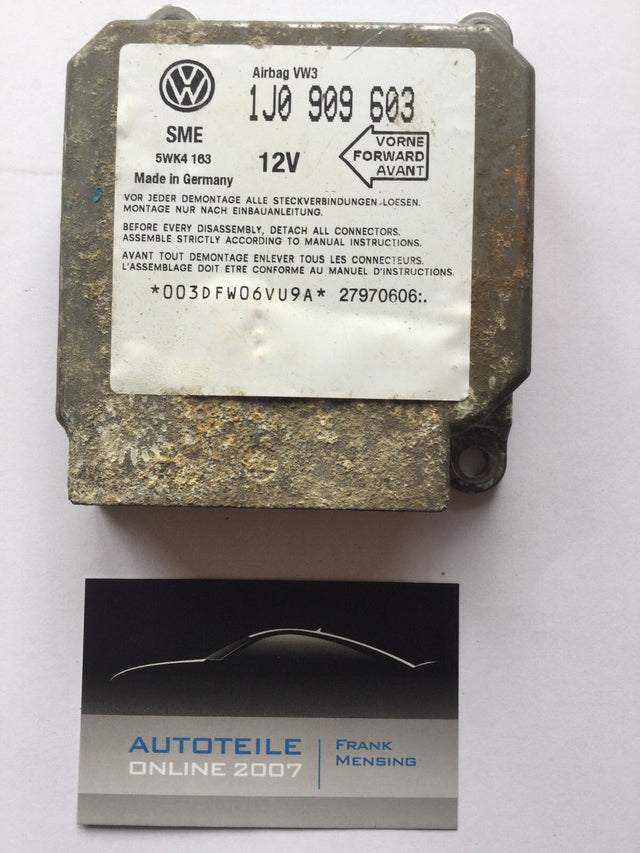 Airbag VW3
1J0 909 603
SME
5WK4 163
12V
VORNE
FORWARD
AVANT
Made in Germany
VOR JEDER DEMONTAGE ALLE STECKVERBINDUNGEN LOESEN.
MONTAGE NUR NACH EINBAUANLEITUNG.
BEFORE EVERY DISASSEMBLY, DETACH ALL CONNECTORS.
ASSEMBLE STRICTLY ACCORDING TO MANUAL INSTRUCTIONS.
AVANT TOUT DEMONTAGE ENLEVER TOUS LES CONNECTEURS.
L'ASSEMBLAGE DOIT ETRE CONFORME AU MANUEL D'INSTRUCTIONS.
*003DFW06VU9A* 27970606:.
AUTOTEILE
ONLINE 2007
FRANK
MENSING